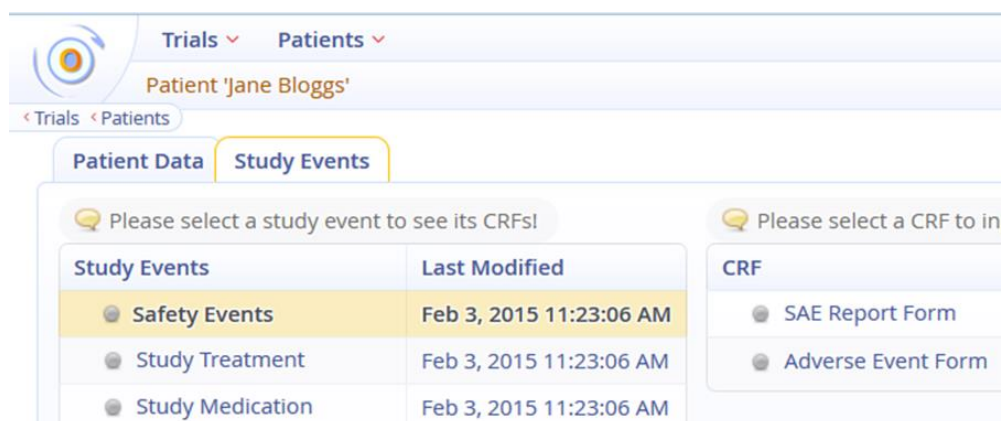 Trials Patients
Patient 'Jane Bloggs'
Trials Patients
Patient Data Study Events
Please select a study event to see its CRFs! Please select a CRF to in
Study Events Last Modified CRF
Safety Events Feb 3, 2015 11:23:06 AM SAE Report Form
Study Treatment Feb 3, 2015 11:23:06 AM Adverse Event Form
Study Medication Feb 3, 2015 11:23:06 AM